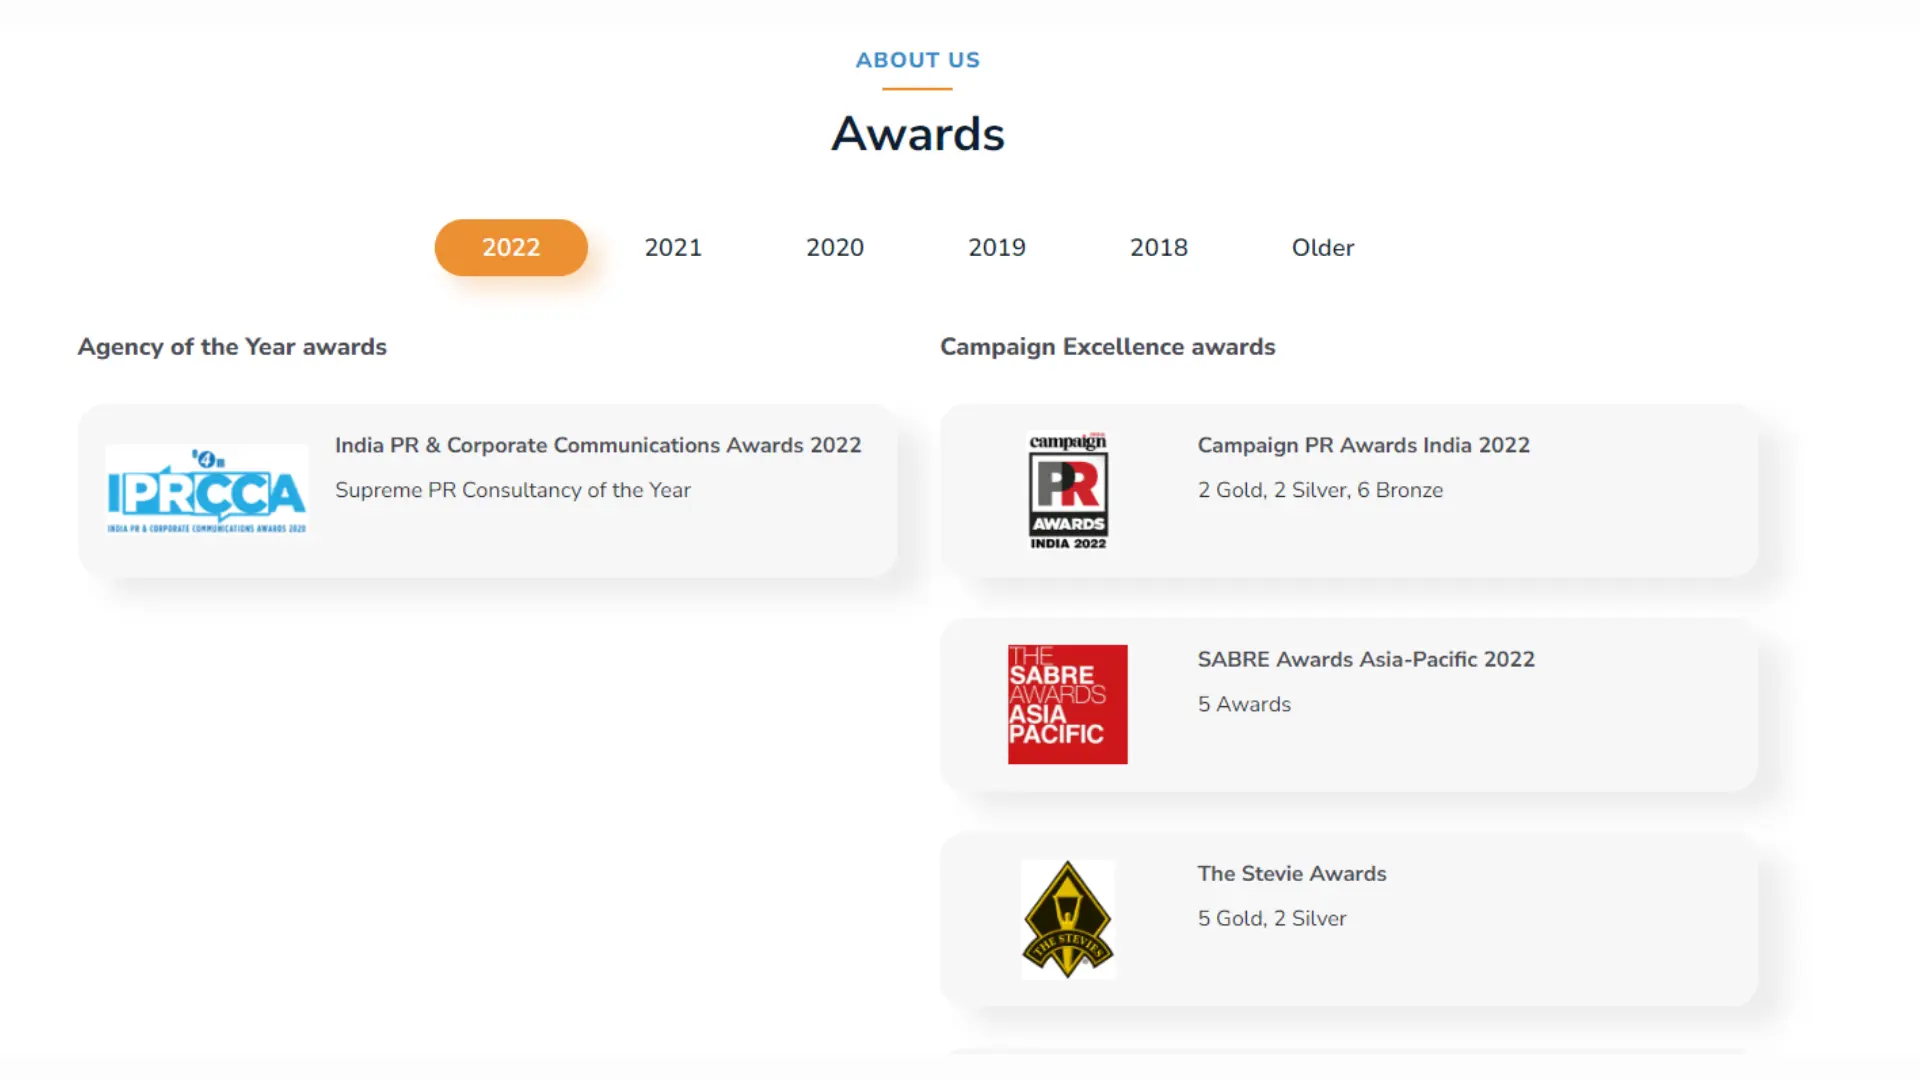 ABOUT US
Awards
2022 2021 2020 2019 2018 Older
Agency of the Year awards
IPRCCA
INDIA PR & CORPORATE COMMUNICATIONS AWARDS 2020
India PR & Corporate Communications Awards 2022
Supreme PR Consultancy of the Year
Campaign Excellence awards
campaign
PR
AWARDS
INDIA 2022
Campaign PR Awards India 2022
2 Gold, 2 Silver, 6 Bronze
THE
SABRE
AWARDS
ASIA
PACIFIC
SABRE Awards Asia-Pacific 2022
5 Awards
THE STEVIES
The Stevie Awards
5 Gold, 2 Silver